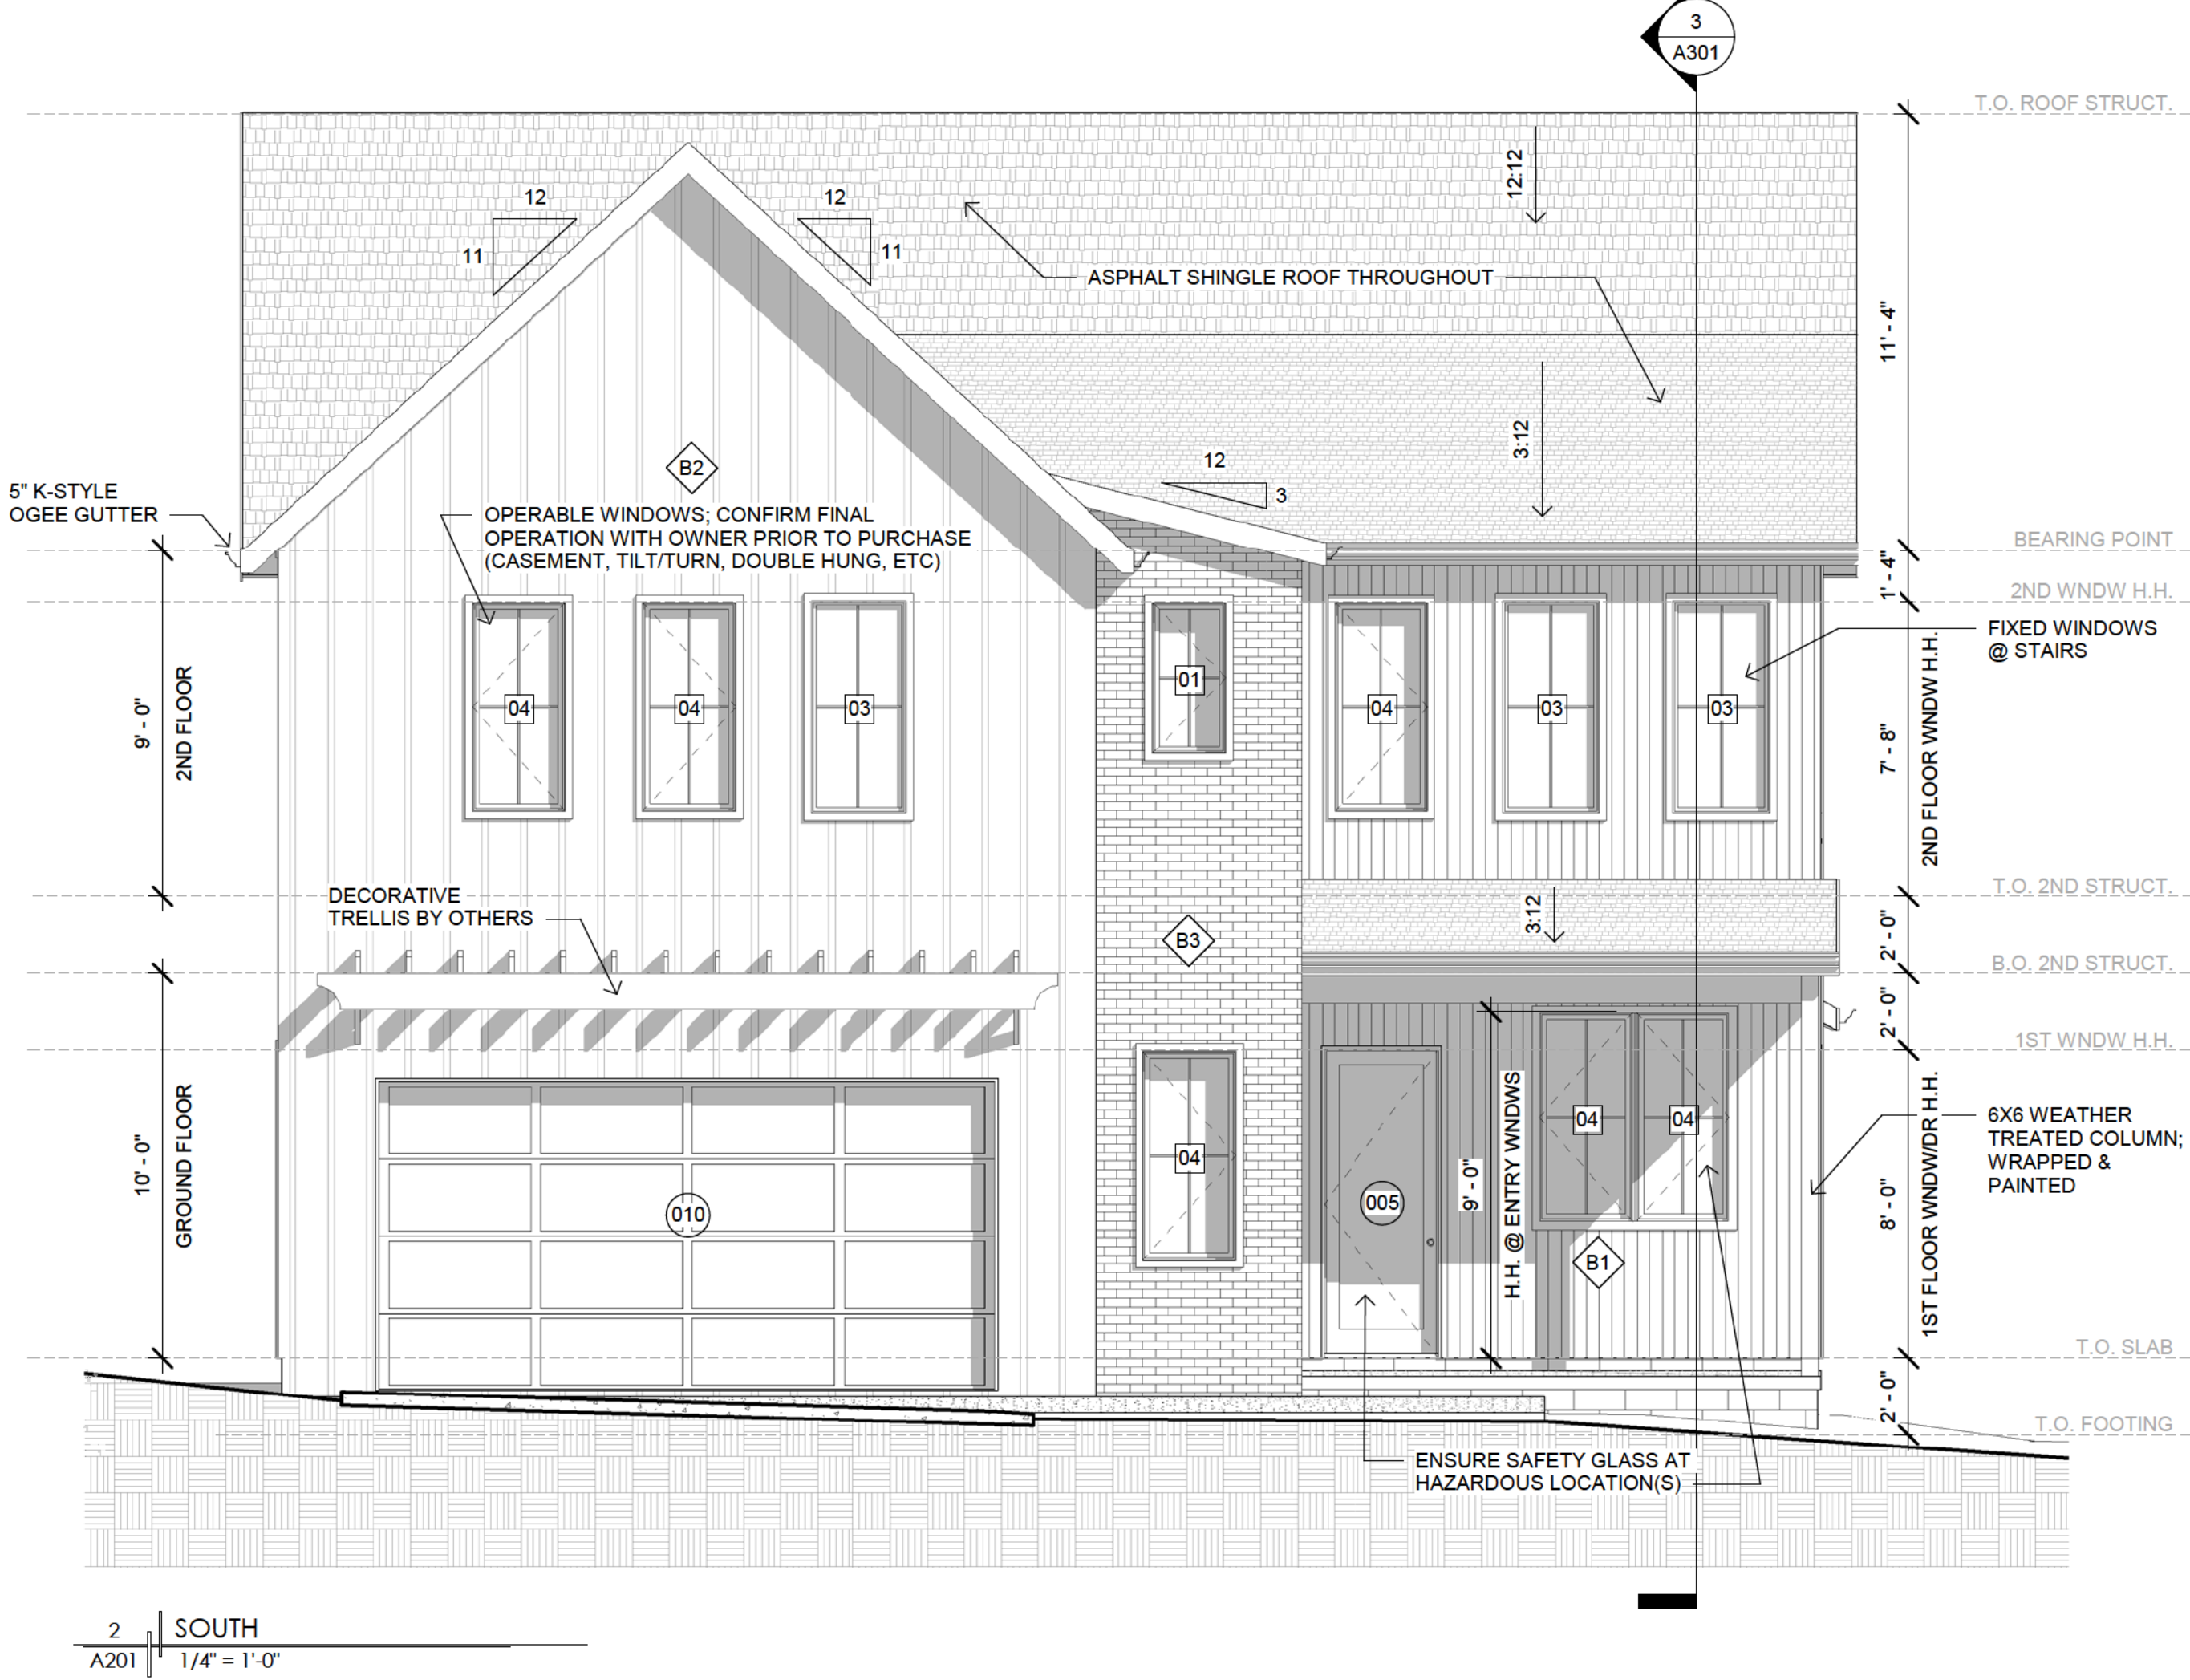 3
A301
T.O. ROOF STRUCT.
12
11
12
11
12:12
ASPHALT SHINGLE ROOF THROUGHOUT
11' - 4"
3:12
12
3
B2
5" K-STYLE
OGEE GUTTER
OPERABLE WINDOWS; CONFIRM FINAL
OPERATION WITH OWNER PRIOR TO PURCHASE
(CASEMENT, TILT/TURN, DOUBLE HUNG, ETC)
BEARING POINT
1' - 4"
2ND WNDW H.H.
FIXED WINDOWS
@ STAIRS
9' - 0"
2ND FLOOR
04
04
03
01
04
03
03
7' - 8"
2ND FLOOR WNDW H.H.
T.O. 2ND STRUCT.
DECORATIVE
TRELLIS BY OTHERS
B3
3:12
2' - 0"
B.O. 2ND STRUCT.
2' - 0"
1ST WNDW H.H.
10' - 0"
GROUND FLOOR
010
04
005
9' - 0"
H.H. @ ENTRY WNDWS
04
04
B1
8' - 0"
1ST FLOOR WNDW/DR H.H.
6X6 WEATHER
TREATED COLUMN;
WRAPPED &
PAINTED
T.O. SLAB
2' - 0"
T.O. FOOTING
ENSURE SAFETY GLASS AT
HAZARDOUS LOCATION(S)
2
A201
SOUTH
1/4" = 1'-0"